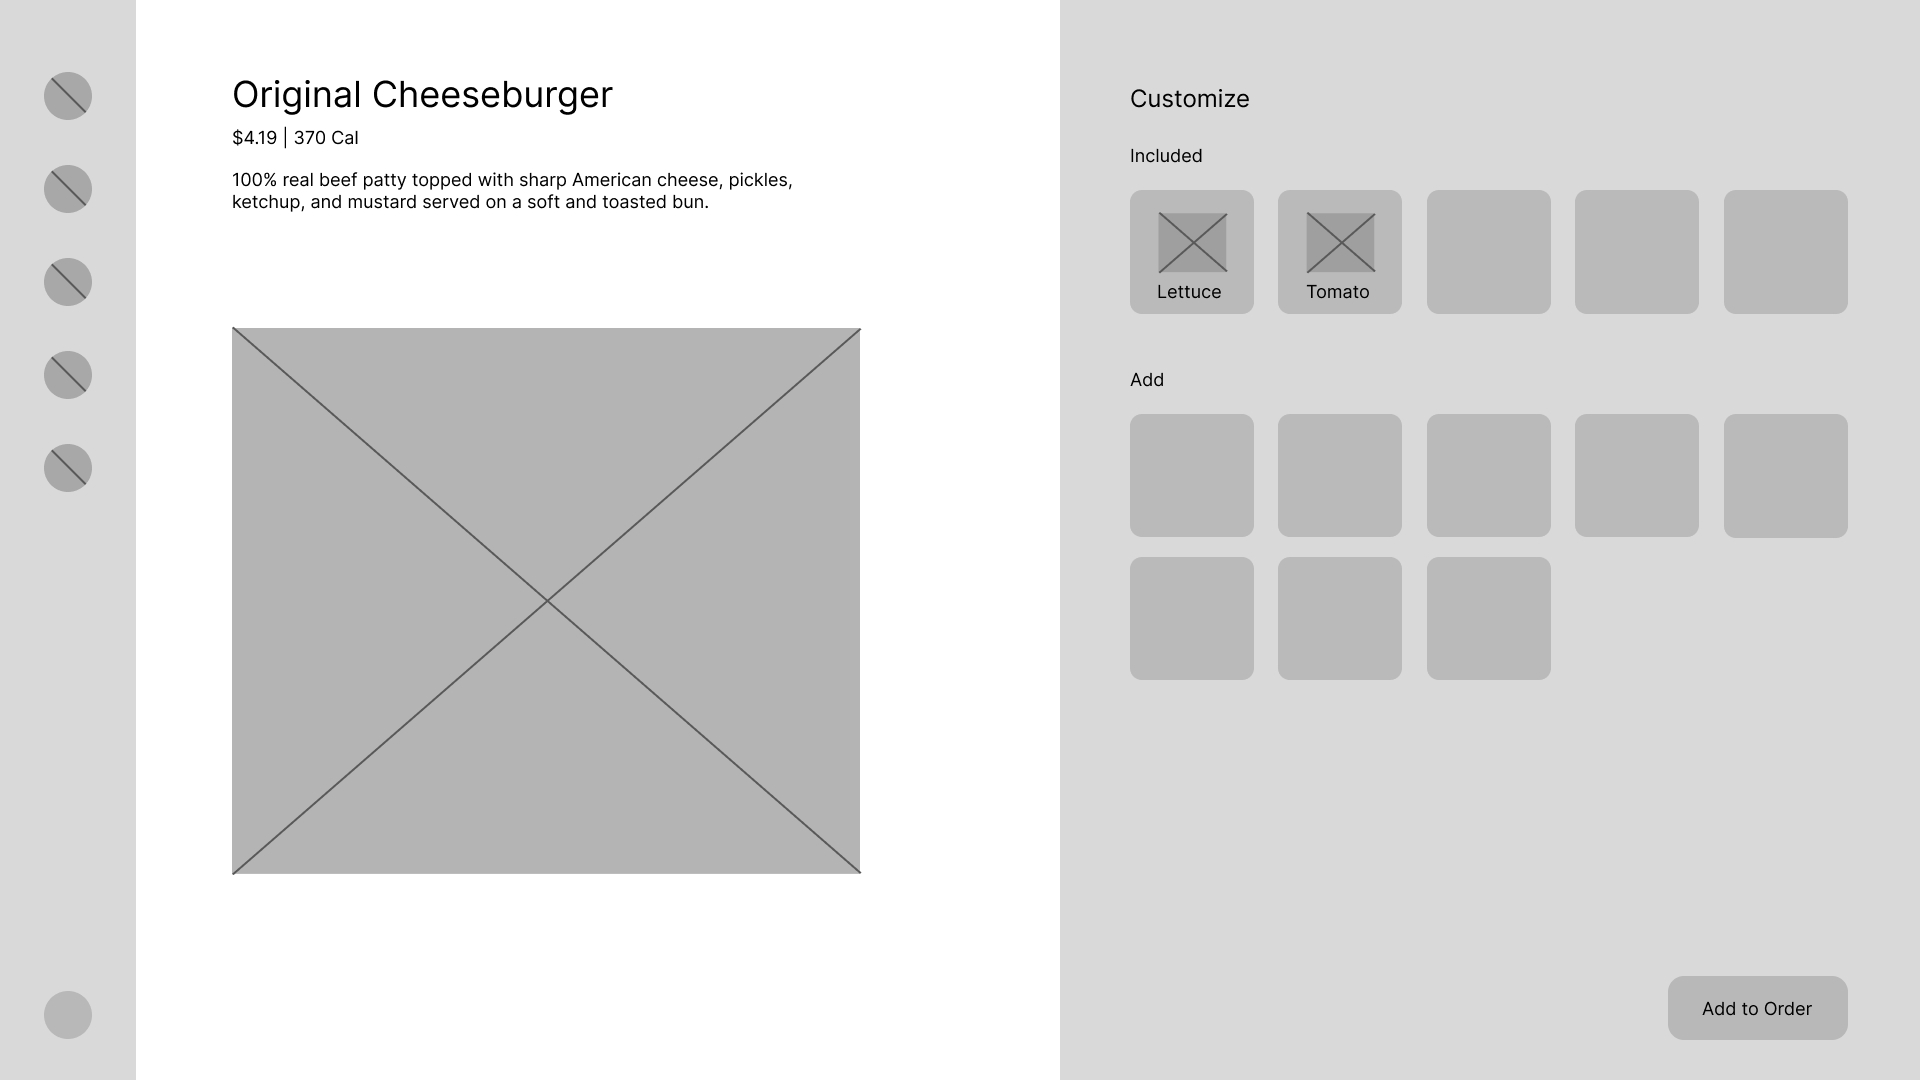 Original Cheeseburger
$4.19 | 370 Cal
100% real beef patty topped with sharp American cheese, pickles,
ketchup, and mustard served on a soft and toasted bun.
Customize
Included
Lettuce
Tomato
Add
Add to Order